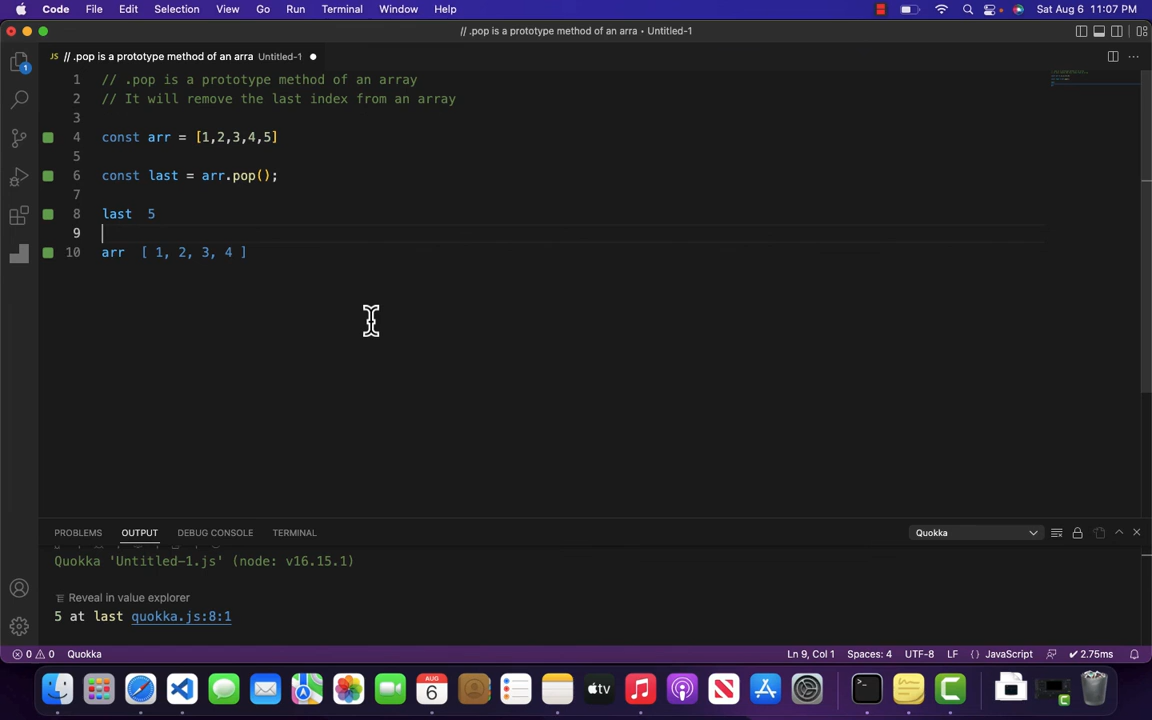 Code File Edit Selection View Go Run Terminal Window Help Sat Aug 6 11:07 PM
// .pop is a prototype method of an arra • Untitled-1
JS // .pop is a prototype method of an arra Untitled-1
1 // .pop is a prototype method of an array
2 // It will remove the last index from an array
3
4 const arr = [1,2,3,4,5]
5
6 const last = arr.pop();
7
8 last 5
9
10 arr [ 1, 2, 3, 4 ]
PROBLEMS OUTPUT DEBUG CONSOLE TERMINAL Quokka
Quokka 'Untitled-1.js' (node: v16.15.1)
Reveal in value explorer
5 at last quokka.js:8:1
0 0 Quokka Ln 9, Col 1 Spaces: 4 UTF-8 LF {} JavaScript ✔ 2.75ms
AUG
6
tv